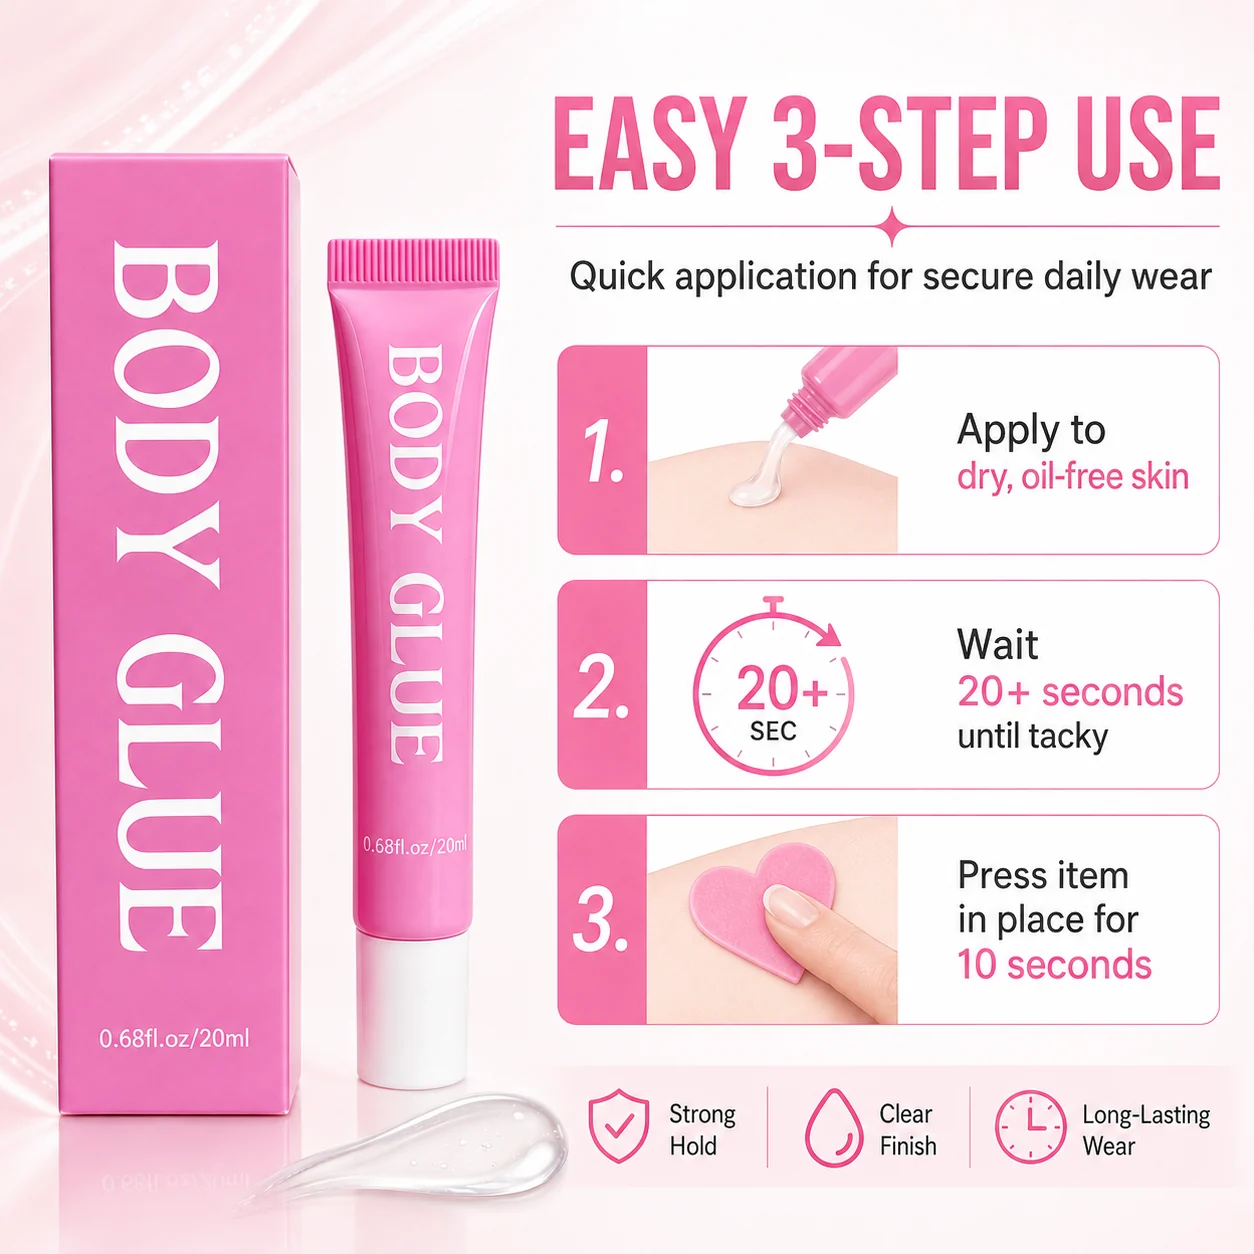 BODY GLUE
0.68fl.oz/20ml
BODY GLUE
0.68fl.oz/20ml
EASY 3-STEP USE
Quick application for secure daily wear
1.
Apply to
dry, oil-free skin
2.
20+
SEC
Wait
20+ seconds
until tacky
3.
Press item
in place for
10 seconds
Strong
Hold
Clear
Finish
Long-Lasting
Wear